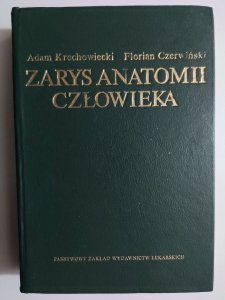 Adam Krechowiecki Florian Czerwiński
ZARYS ANATOMII
CZŁOWIEKA
PAŃSTWOWY ZAKŁAD WYDAWNICTW LEKARSKICH